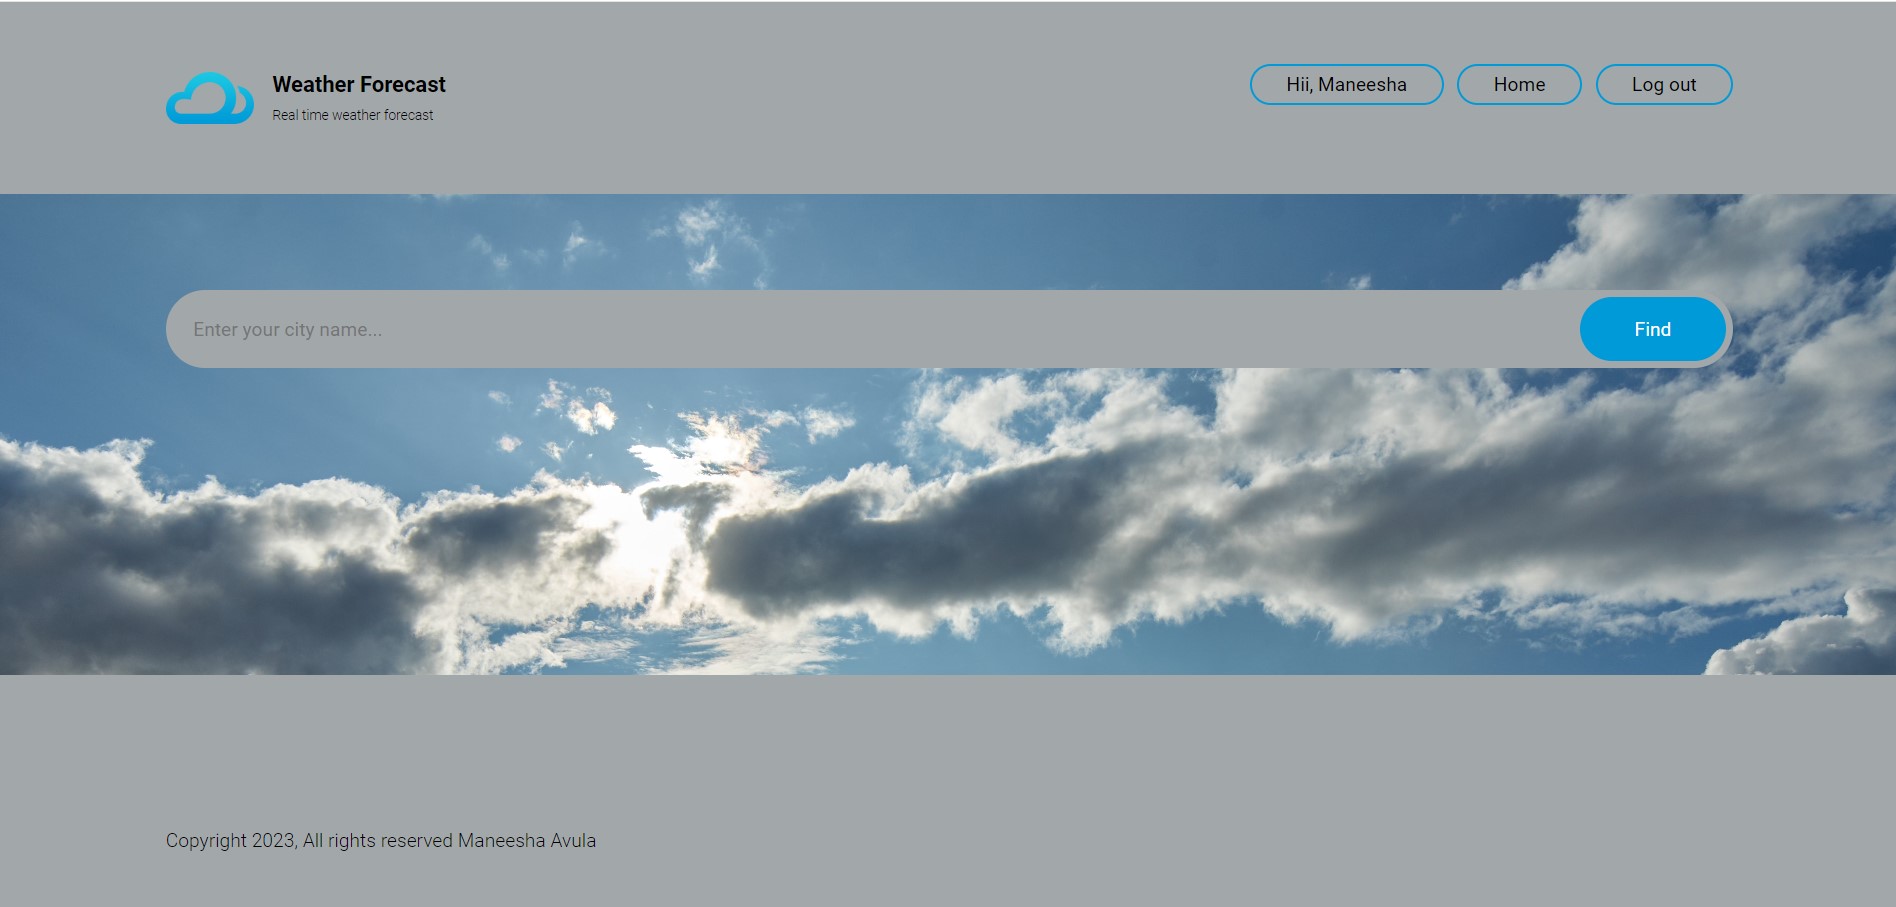 Weather Forecast
Real time weather forecast
Hii, Maneesha
Home
Log out
Enter your city name...
Find
Copyright 2023, All rights reserved Maneesha Avula